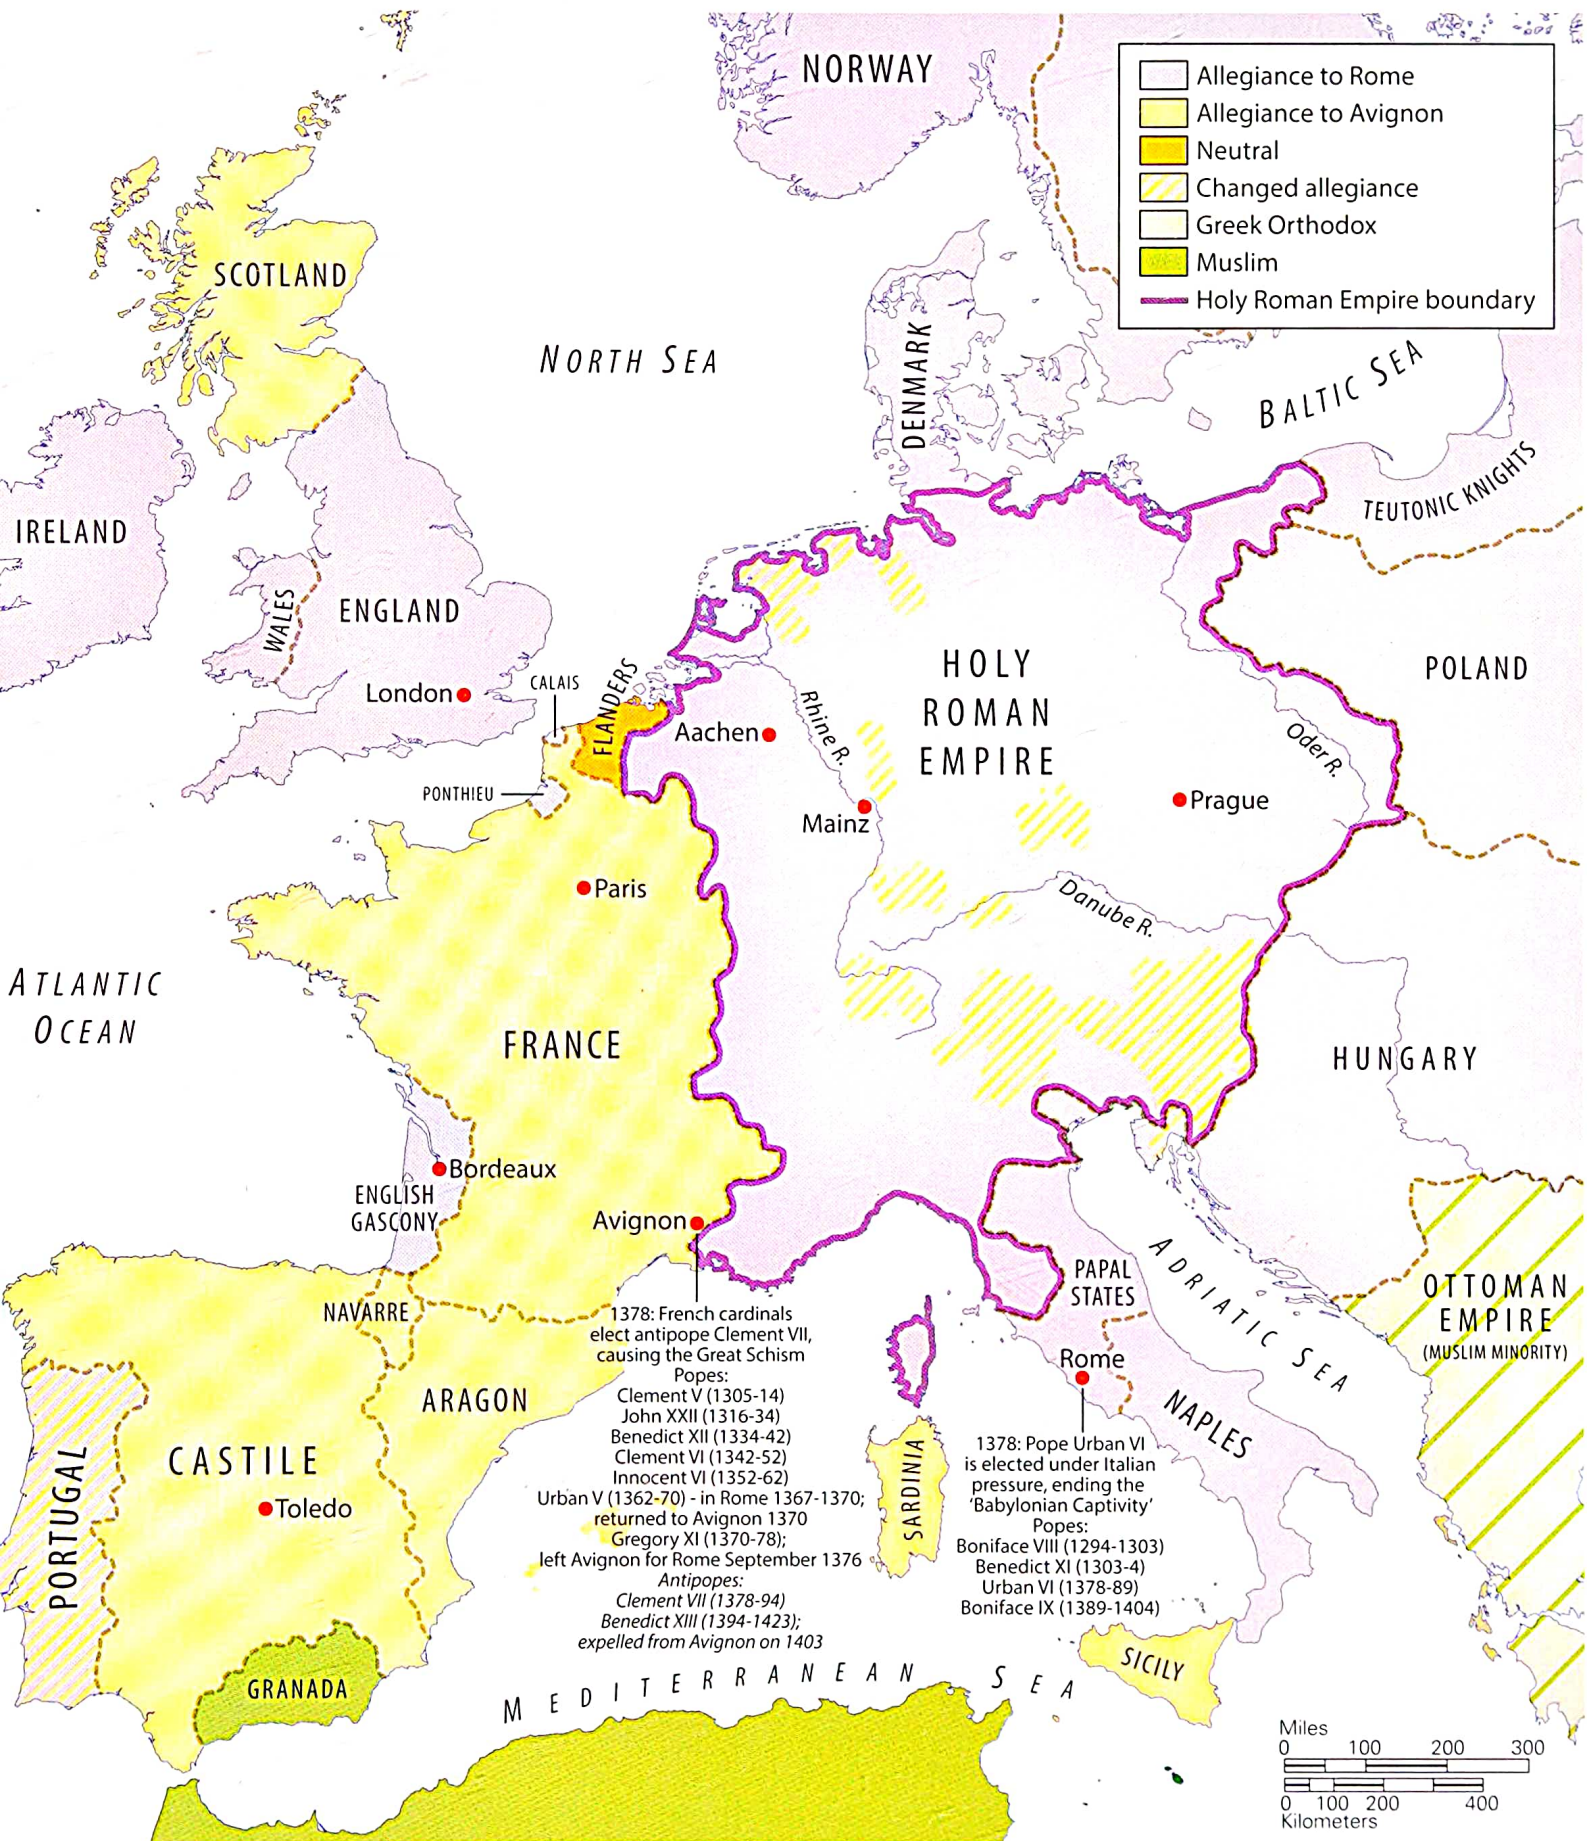 NORWAY
Allegiance to Rome
Allegiance to Avignon
Neutral
Changed allegiance
Greek Orthodox
Muslim
Holy Roman Empire boundary
SCOTLAND
NORTH SEA
DENMARK
BALTIC SEA
TEUTONIC KNIGHTS
IRELAND
WALES
ENGLAND
London
CALAIS
FLANDERS
PONTHIEU
Aachen
Rhine R.
Mainz
HOLY
ROMAN
EMPIRE
Oder R.
POLAND
Prague
Paris
Danube R.
ATLANTIC
OCEAN
FRANCE
HUNGARY
Bordeaux
ENGLISH
GASCONY
Avignon
PAPAL
STATES
ADRIATIC SEA
OTTOMAN
EMPIRE
(MUSLIM MINORITY)
NAVARRE
1378: French cardinals
elect antipope Clement VII,
causing the Great Schism
Popes:
Clement V (1305-14)
John XXII (1316-34)
Benedict XII (1334-42)
Clement VI (1342-52)
Innocent VI (1352-62)
Urban V (1362-70) - in Rome 1367-1370;
returned to Avignon 1370
Gregory XI (1370-78);
left Avignon for Rome September 1376
Antipopes:
Clement VII (1378-94)
Benedict XIII (1394-1423);
expelled from Avignon on 1403
ARAGON
Rome
NAPLES
PORTUGAL
CASTILE
Toledo
SARDINIA
1378: Pope Urban VI
is elected under Italian
pressure, ending the
'Babylonian Captivity'
Popes:
Boniface VIII (1294-1303)
Benedict XI (1303-4)
Urban VI (1378-89)
Boniface IX (1389-1404)
GRANADA
MEDITERRANEAN SEA
SICILY
Miles
0 100 200 300
0 100 200 400
Kilometers